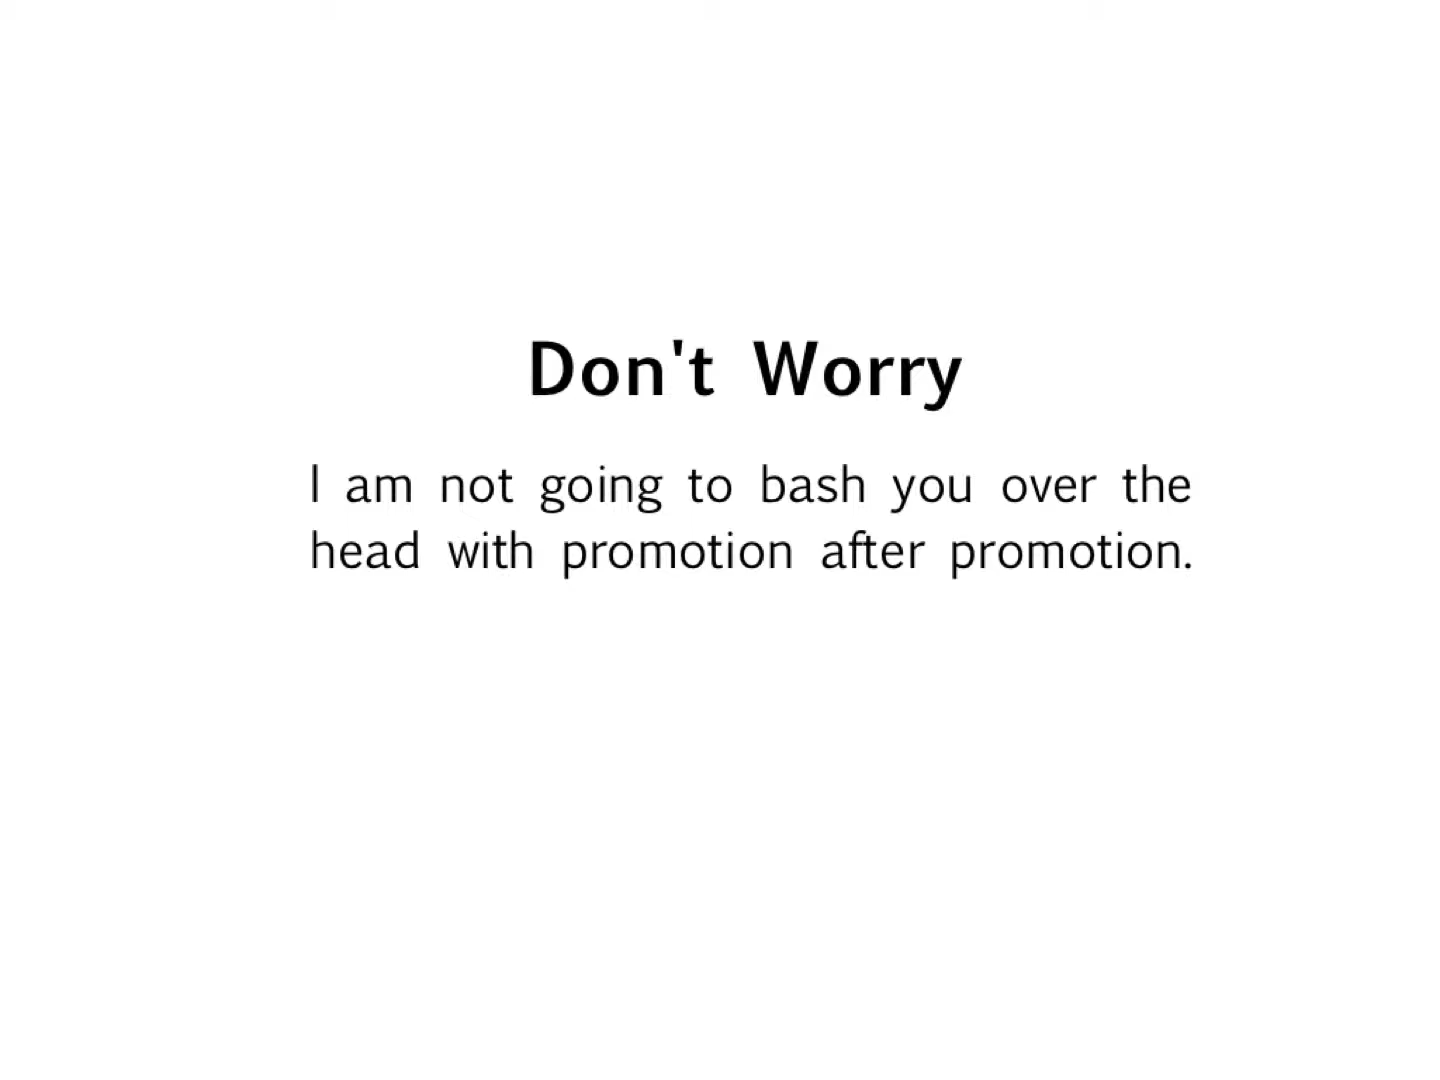 Don't Worry
I am not going to bash you over the
head with promotion after promotion.